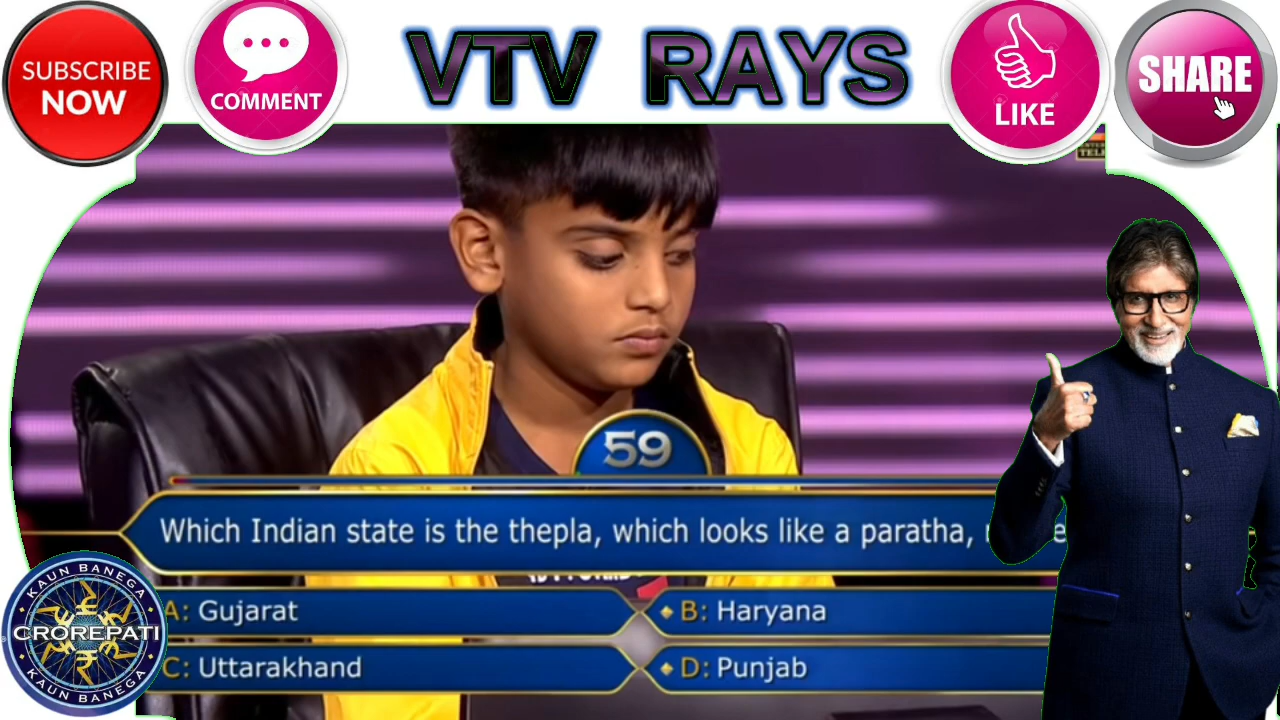 SUBSCRIBE
NOW
COMMENT
VTV RAYS
LIKE
SHARE
59
Which Indian state is the thepla, which looks like a paratha,
A: Gujarat
B: Haryana
C: Uttarakhand
D: Punjab
KAUN BANEGA
CROREPATI
KAUN BANEGA